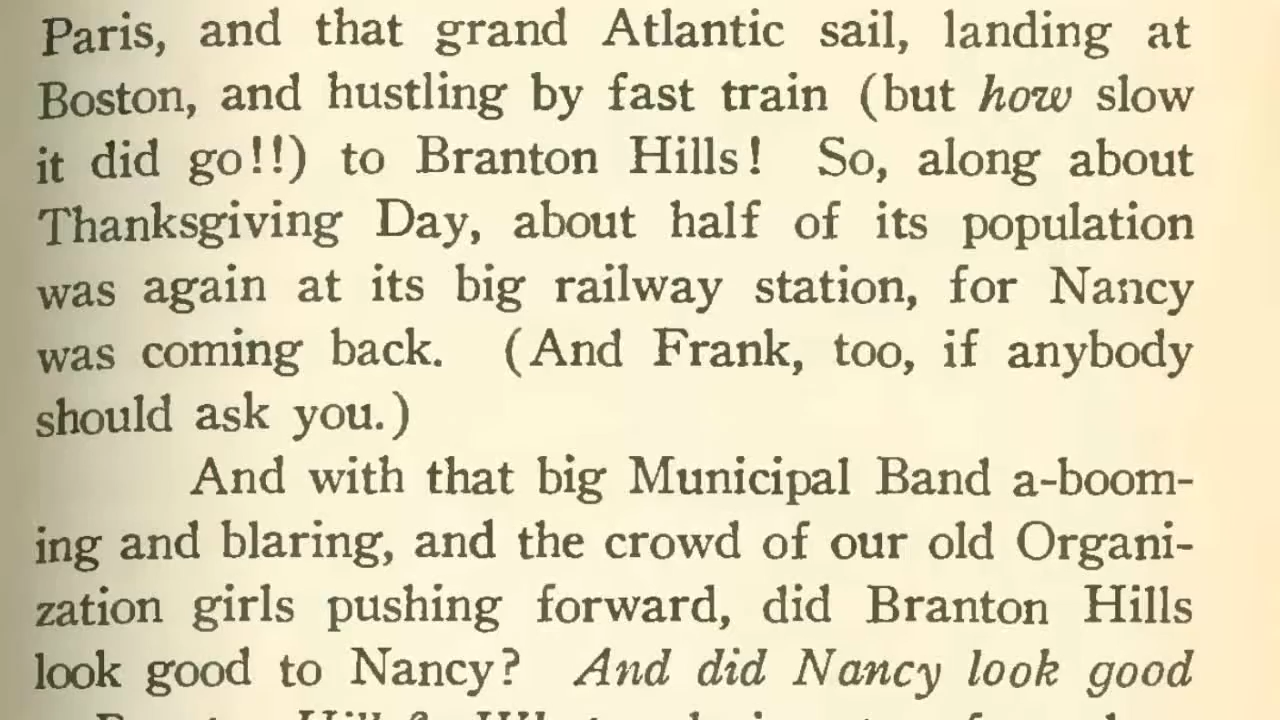 Paris, and that grand Atlantic sail, landing at
Boston, and hustling by fast train (but how slow
it did go!!) to Branton Hills! So, along about
Thanksgiving Day, about half of its population
was again at its big railway station, for Nancy
was coming back. (And Frank, too, if anybody
should ask you.)
And with that big Municipal Band a-boom-
ing and blaring, and the crowd of our old Organi-
zation girls pushing forward, did Branton Hills
look good to Nancy? And did Nancy look good